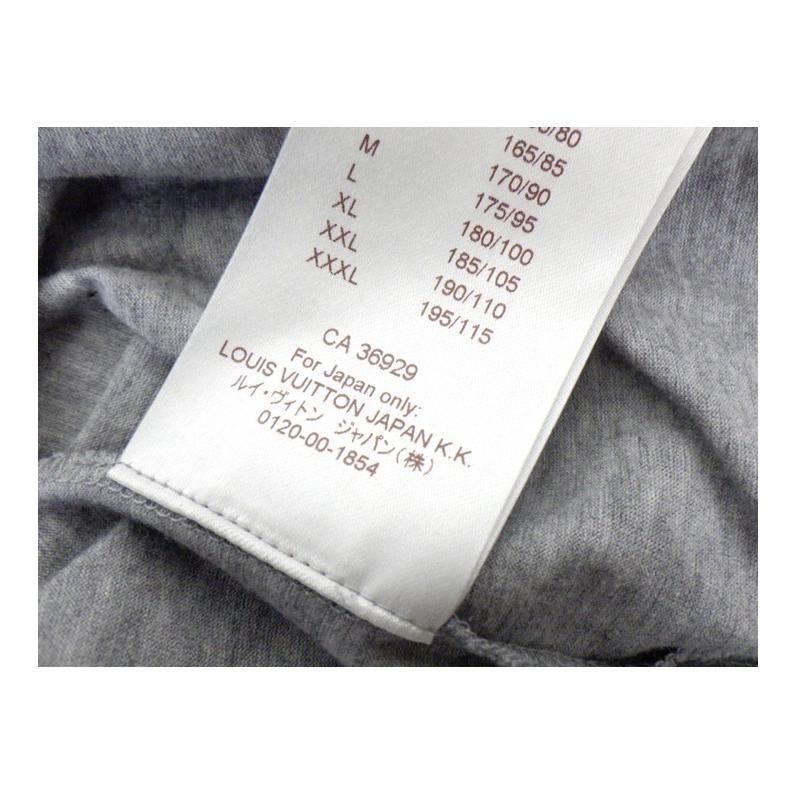 M 165/85
L 170/90
XL 175/95
XXL 180/100
XXXL 185/105
190/110
195/115
CA 36929
For Japan only:
LOUIS VUITTON JAPAN K.K.
ルイ・ヴィトン ジャパン(株)
0120-00-1854